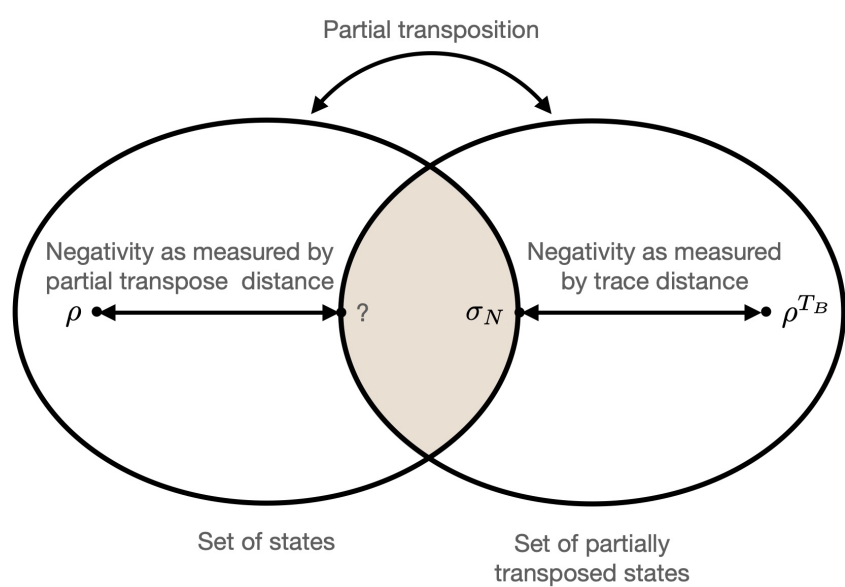 Partial transposition
Negativity as measured by
partial transpose distance
ρ
?
Negativity as measured
by trace distance
σ_N
ρ^{T_B}
Set of states
Set of partially
transposed states